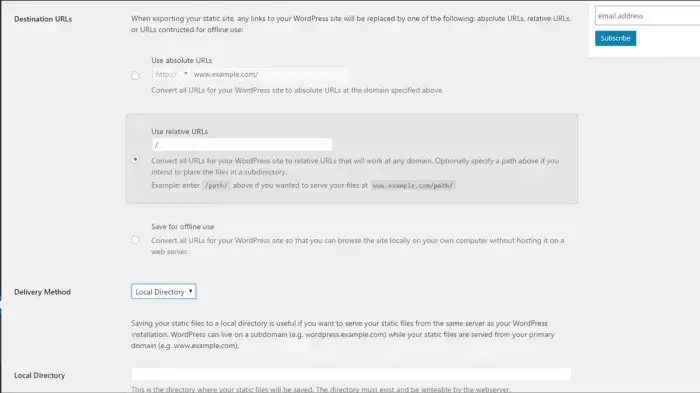 Destination URLs
When exporting your static site, any links to your WordPress site will be replaced by one of the following: absolute URLs, relative URLs,
or URLs contructed for offline use:
Use absolute URLs
http://
www.example.com/
Convert all URLs for your WordPress site to absolute URLs at the domain specified above.
Use relative URLs
/
Convert all URLs for your WordPress site to relative URLs that will work at any domain. Optionally specify a path above if you
intend to place the files in a subdirectory.
Example: enter /path/ above if you wanted to serve your files at www.example.com/path/
Save for offline use
Convert all URLs for your WordPress site so that you can browse the site locally on your own computer without hosting it on a
web server.
Delivery Method
Local Directory
Saving your static files to a local directory is useful if you want to serve your static files from the same server as your WordPress
installation. WordPress can live on a subdomain (e.g. wordpress.example.com) while your static files are served from your primary
domain (e.g. www.example.com).
Local Directory
This is the directory where your static files will be saved. The directory must exist and be writeable by the webserver.
email address
Subscribe